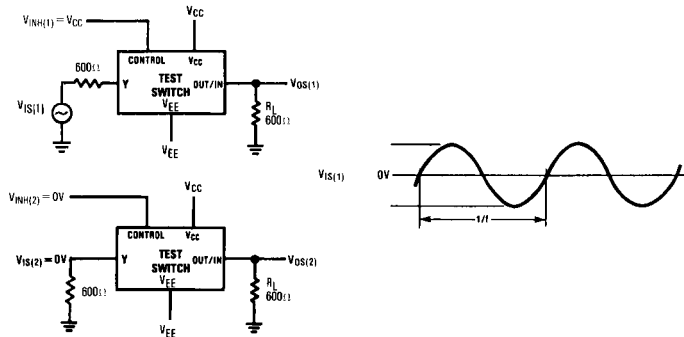 V_INH(1) = V_CC
V_CC
600Ω
CONTROL
V_CC
Y
TEST
SWITCH
OUT/IN
V_OS(1)
V_IS(1)
V_EE
R_L
600Ω
V_EE
V_INH(2) = 0V
V_CC
CONTROL
V_CC
V_IS(2) = 0V
Y
TEST
SWITCH
OUT/IN
V_OS(2)
600Ω
V_EE
R_L
600Ω
V_EE
V_IS(1)
0V
1/f